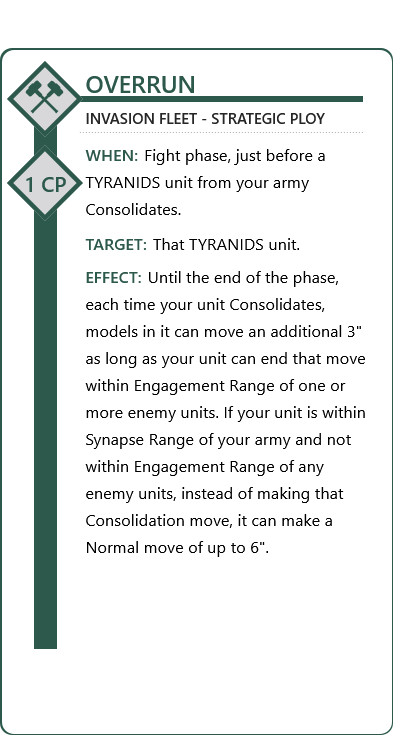 OVERRUN
INVASION FLEET - STRATEGIC PLOY
WHEN: Fight phase, just before a
1 CP
TYRANIDS unit from your army
Consolidates.
TARGET: That TYRANIDS unit.
EFFECT: Until the end of the phase,
each time your unit Consolidates,
models in it can move an additional 3"
as long as your unit can end that move
within Engagement Range of one or
more enemy units. If your unit is within
Synapse Range of your army and not
within Engagement Range of any
enemy units, instead of making that
Consolidation move, it can make a
Normal move of up to 6".